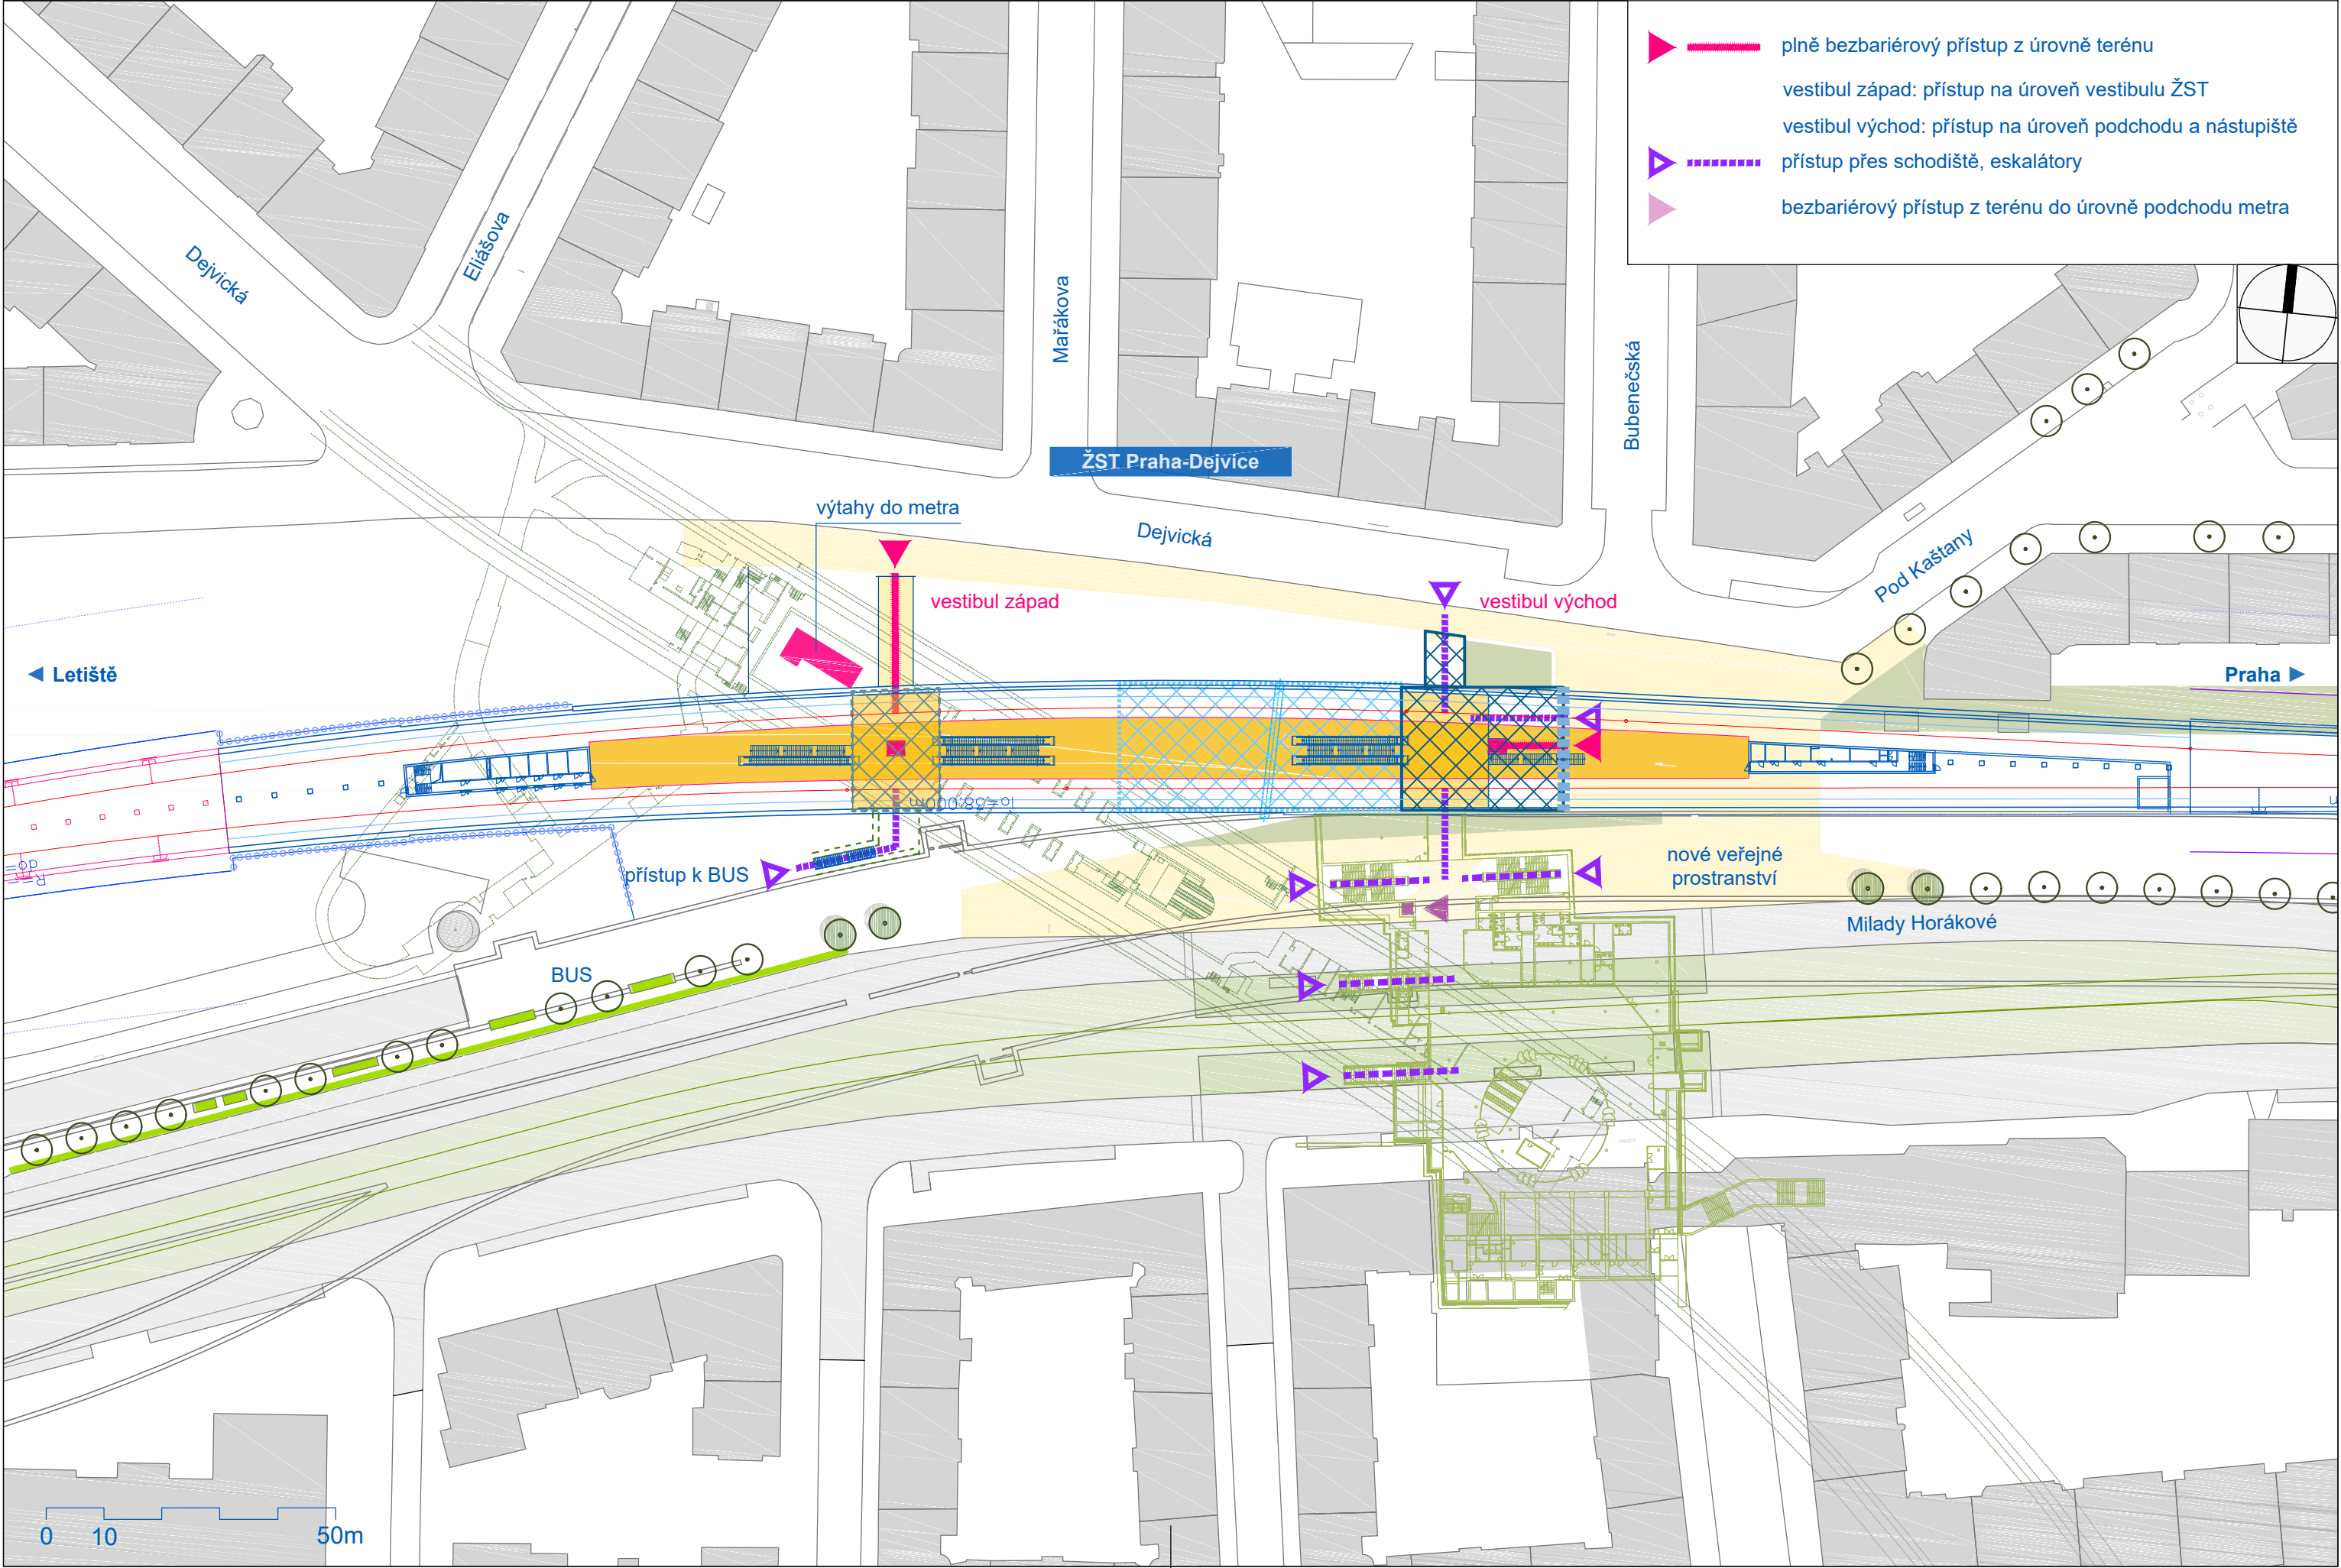 plně bezbariérový přístup z úrovně terénu
vestibul západ: přístup na úroveň vestibulu ŽST
vestibul východ: přístup na úroveň podchodu a nástupiště
přístup přes schodiště, eskalátory
bezbariérový přístup z terénu do úrovně podchodu metra
Dejvická
Eliášova
Mařákova
Bubenečská
ŽST Praha-Dejvice
výtahy do metra
Dejvická
Pod Kaštany
vestibul západ
vestibul východ
Letiště
Praha
lo=38,000m
přístup k BUS
nové veřejné
prostranství
Milady Horákové
BUS
0 10 50m